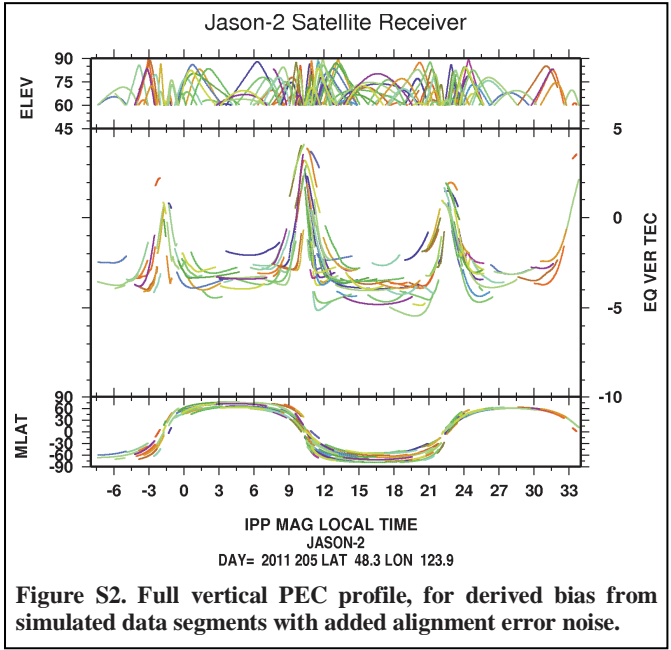 Jason-2 Satellite Receiver
ELEV
90
75
60
45
5
0
-5
-10
EQ VER TEC
MLAT
90
60
30
0
-30
-60
-90
-6 -3 0 3 6 9 12 15 18 21 24 27 30 33
IPP MAG LOCAL TIME
JASON-2
DAY= 2011 205 LAT 48.3 LON 123.9
Figure S2. Full vertical PEC profile, for derived bias from
simulated data segments with added alignment error noise.